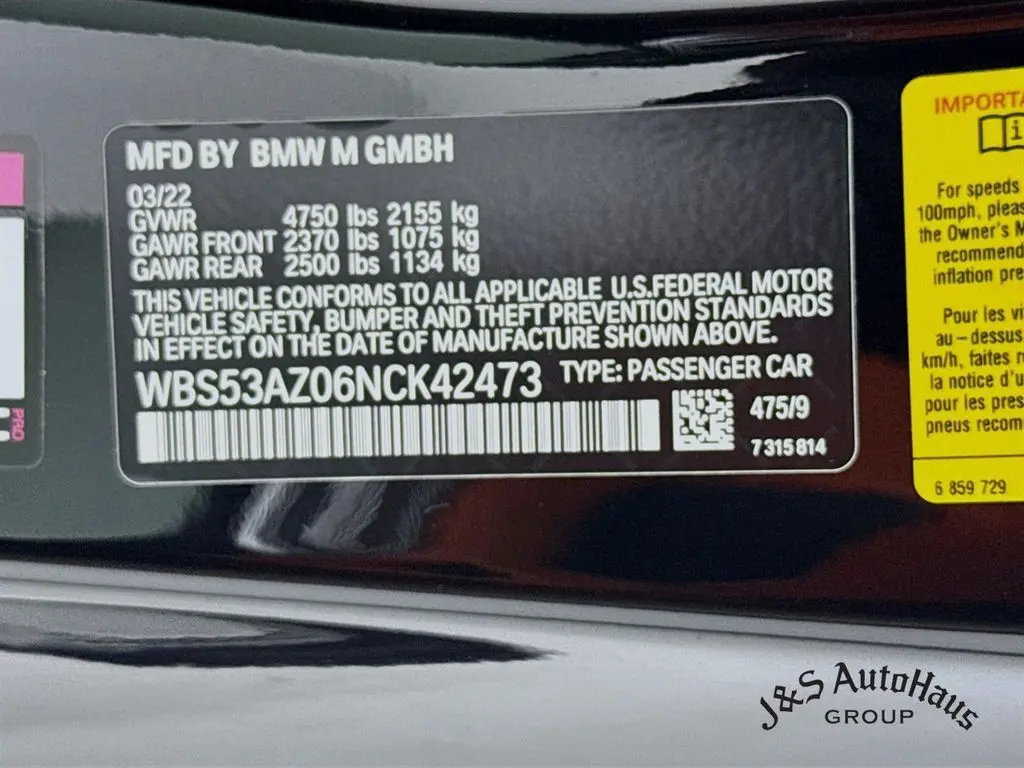 MFD BY BMW M GMBH
03/22
GVWR 4750 lbs 2155 kg
GAWR FRONT 2370 lbs 1075 kg
GAWR REAR 2500 lbs 1134 kg
THIS VEHICLE CONFORMS TO ALL APPLICABLE U.S.FEDERAL MOTOR
VEHICLE SAFETY, BUMPER AND THEFT PREVENTION STANDARDS
IN EFFECT ON THE DATE OF MANUFACTURE SHOWN ABOVE.
WBS53AZ06NCK42473 TYPE: PASSENGER CAR
475/9
7315814
PRO
IMPORTA
For speeds
100mph, pleas
the Owner's M
recommend
inflation pre
Pour les vi
au-dessus
km/h, faites r
la notice d'u
pour les pres
pneus recom
6 859 729
J&S AutoHaus
GROUP